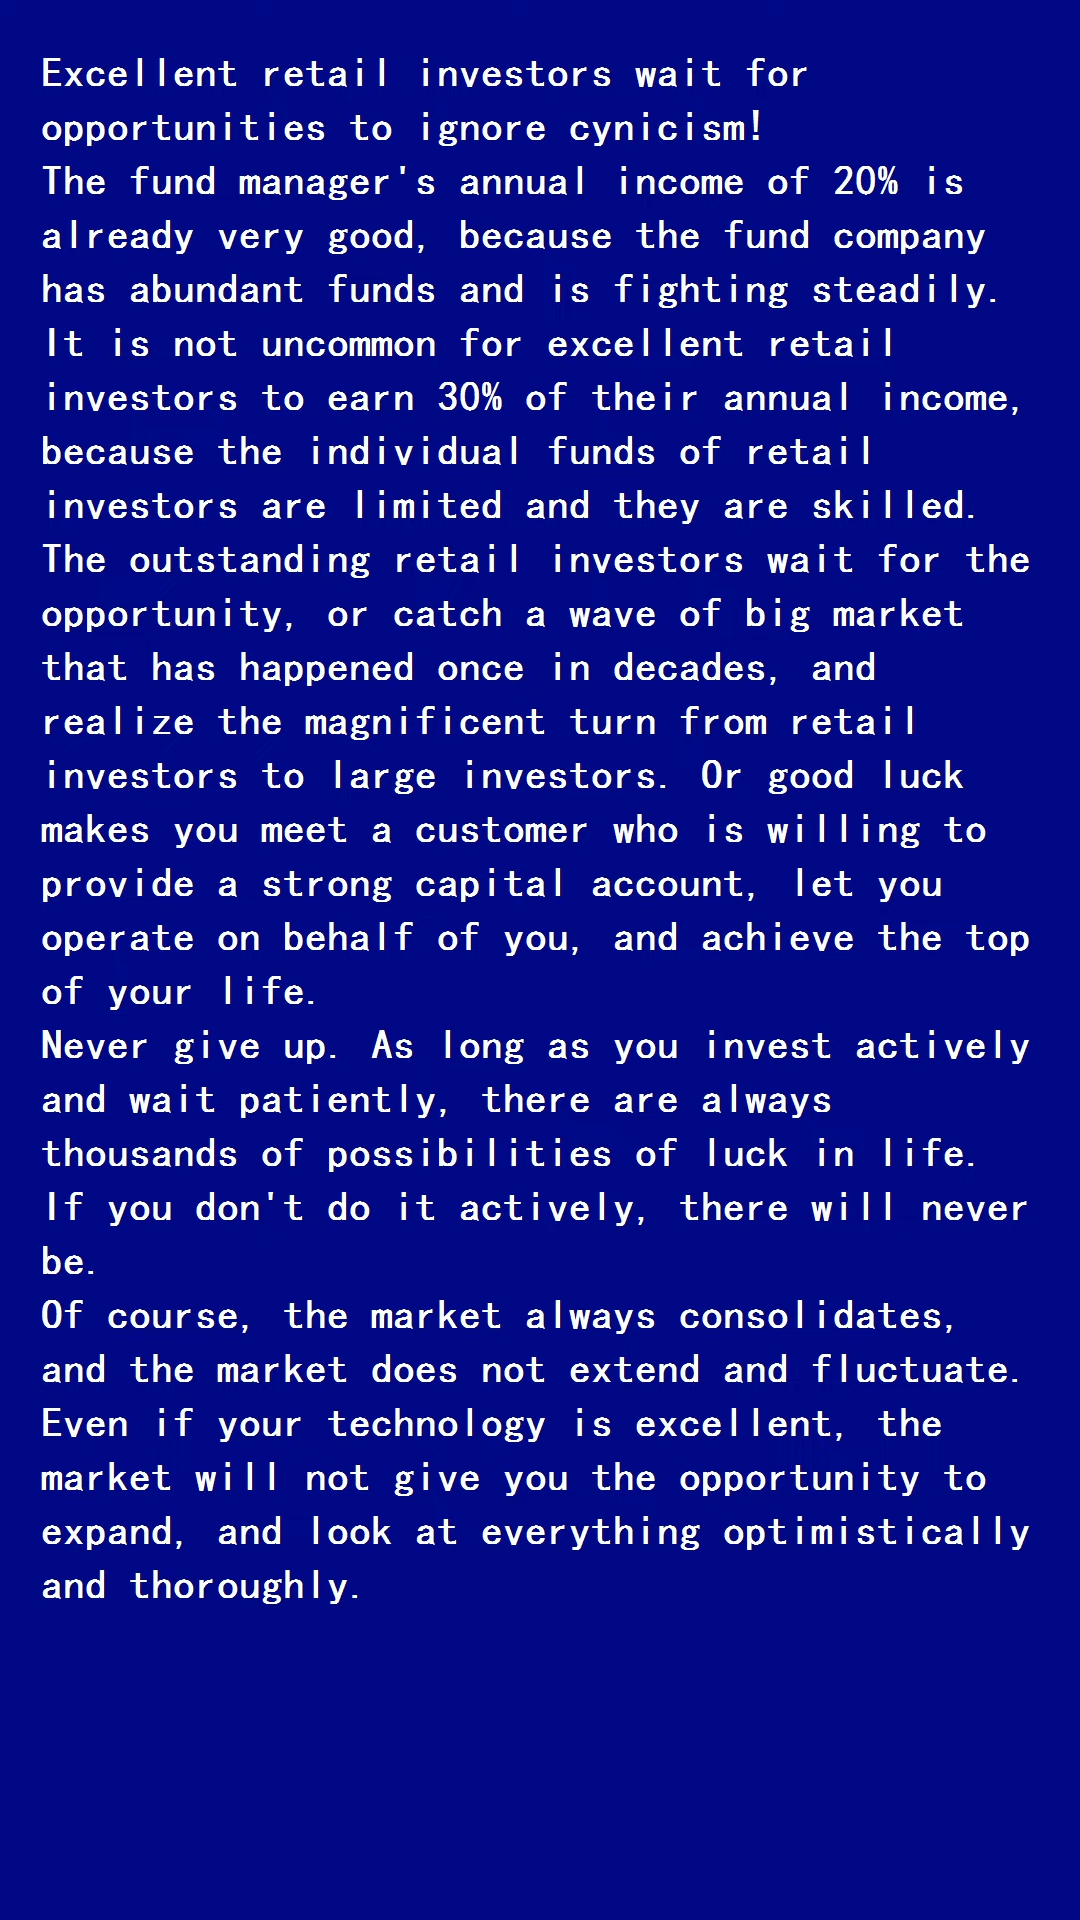 Excellent retail investors wait for
opportunities to ignore cynicism!
The fund manager's annual income of 20% is
already very good, because the fund company
has abundant funds and is fighting steadily.
It is not uncommon for excellent retail
investors to earn 30% of their annual income,
because the individual funds of retail
investors are limited and they are skilled.
The outstanding retail investors wait for the
opportunity, or catch a wave of big market
that has happened once in decades, and
realize the magnificent turn from retail
investors to large investors. Or good luck
makes you meet a customer who is willing to
provide a strong capital account, let you
operate on behalf of you, and achieve the top
of your life.
Never give up. As long as you invest actively
and wait patiently, there are always
thousands of possibilities of luck in life.
If you don't do it actively, there will never
be.
Of course, the market always consolidates,
and the market does not extend and fluctuate.
Even if your technology is excellent, the
market will not give you the opportunity to
expand, and look at everything optimistically
and thoroughly.